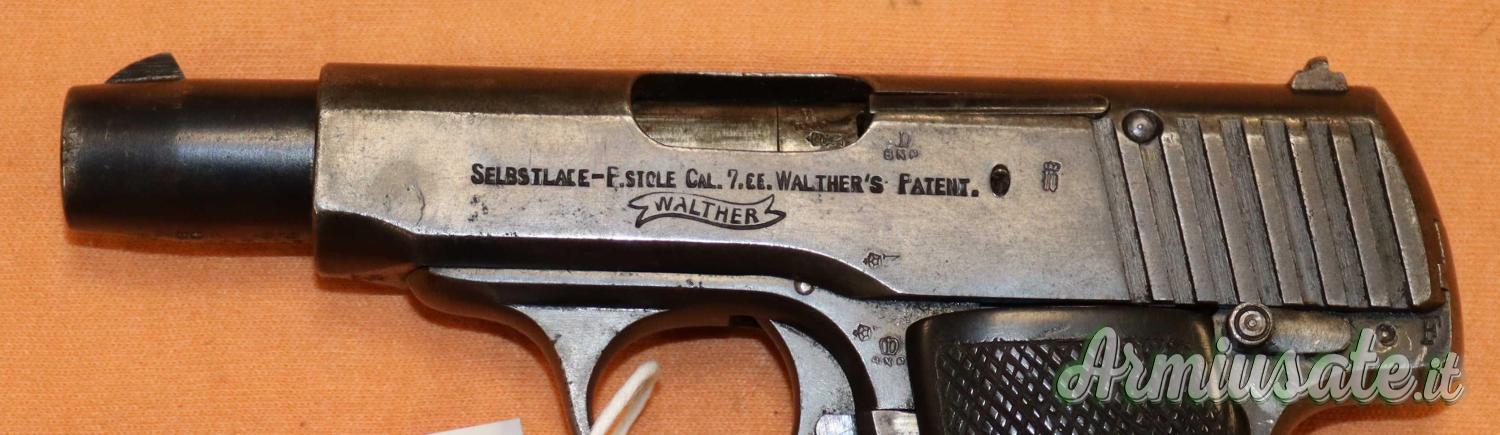 SELBSTLADE-PISTOLE CAL. 7.65. WALTHER'S PATENT.
WALTHER
Armiusate.it